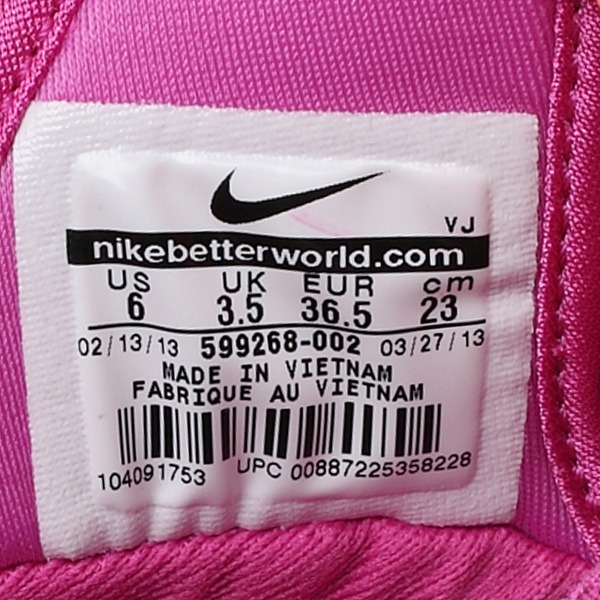 VJ
nikebetterworld.com
US UK EUR cm
6 3.5 36.5 23
02/13/13 599268-002 03/27/13
MADE IN VIETNAM
FABRIQUE AU VIETNAM
104091753 UPC 00887225358228